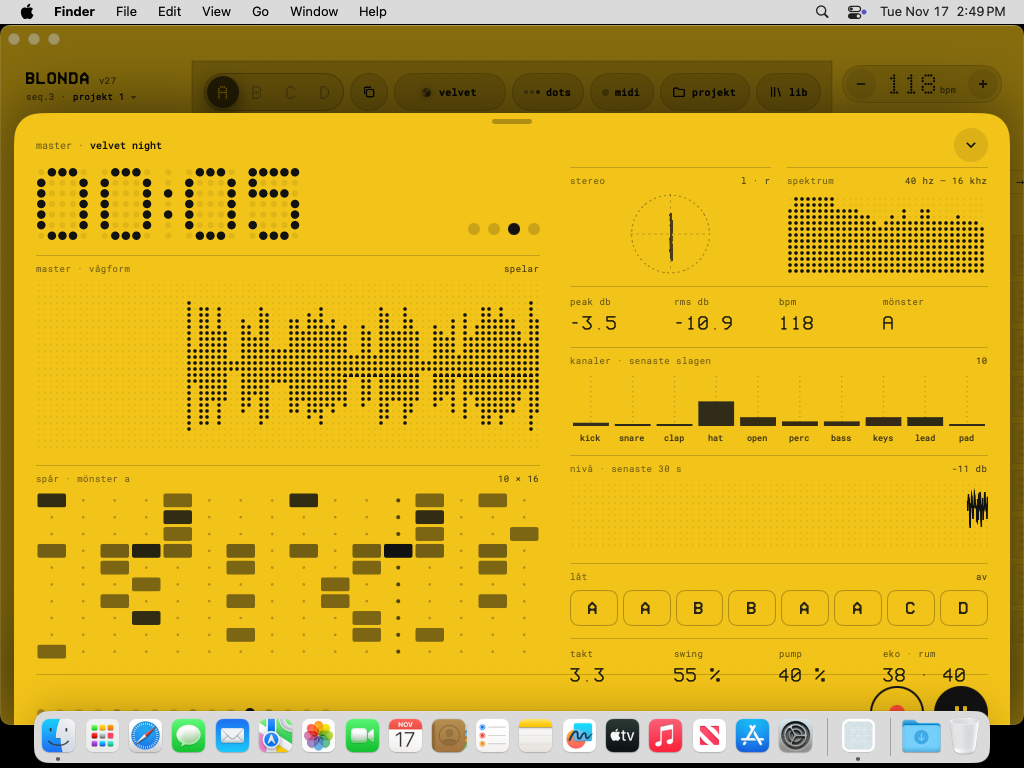 Finder File Edit View Go Window Help Tue Nov 17 2:49 PM
BLONDA v27
seq.3 · projekt 1
A B C D velvet dots midi projekt lib
− 118 bpm +
master · velvet night
00:05
master · vågform spelar
spår · mönster a 10 × 16
stereo l · r
spektrum 40 hz – 16 khz
peak db rms db bpm mönster
-3.5 -10.9 118 A
kanaler · senaste slagen 10
kick snare clap hat open perc bass keys lead pad
nivå · senaste 30 s -11 db
låt av
A A B B A A C D
takt swing pump eko · rum
3.3 55 % 40 % 38 · 40
NOV
17
tv